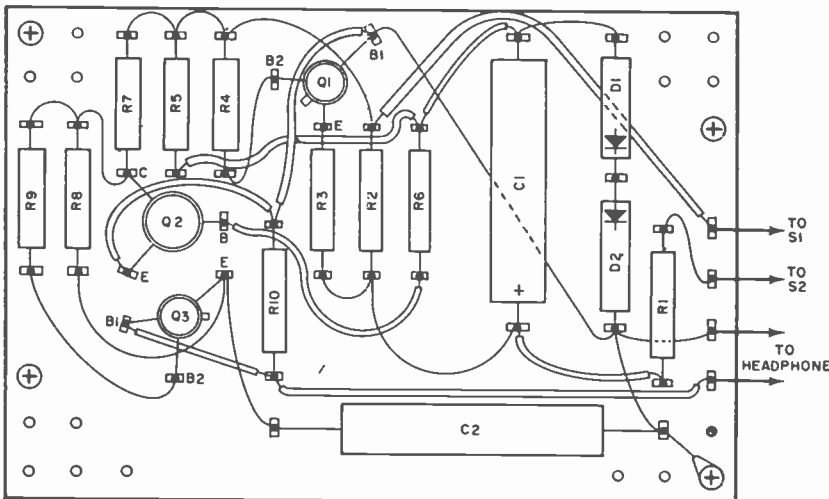 B1
B2
Q1
D1
R7
R5
R4
E
R9
R8
C
R3
R2
R6
C1
Q2
B
TO
S1
D2
R1
E
E
R10
TO
S2
+
B1
Q3
B2
TO
HEADPHONE
C2